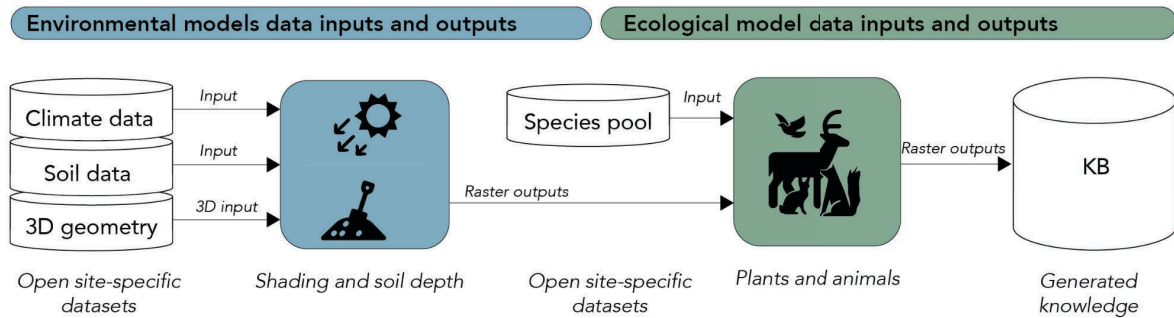 Environmental models data inputs and outputs
Ecological model data inputs and outputs
Climate data
Soil data
3D geometry
Input
Input
3D input
Open site-specific
datasets
Shading and soil depth
Raster outputs
Species pool
Input
Open site-specific
datasets
Plants and animals
Raster outputs
KB
Generated
knowledge